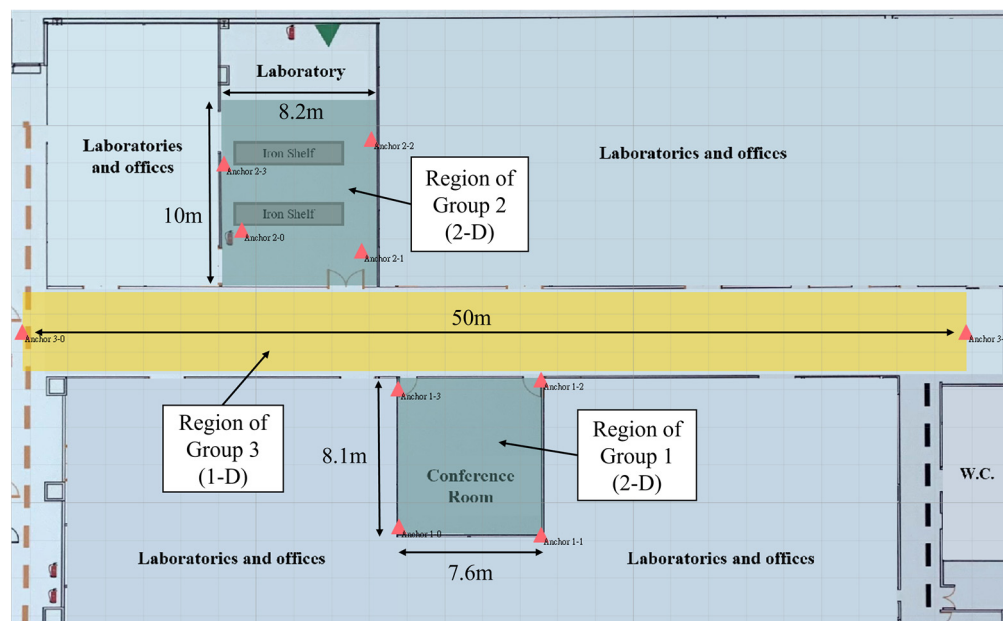 Laboratory
8.2m
Laboratories
and offices
Iron Shelf
Anchor 2-2
Anchor 2-3
Laboratories and offices
Region of
Group 2
(2-D)
10m
Iron Shelf
Anchor 2-0
Anchor 2-1
50m
Anchor 3-0
Anchor 3-
Anchor 1-3
Anchor 1-2
Region of
Group 3
(1-D)
8.1m
Region of
Group 1
(2-D)
Conference
Room
W.C.
Anchor 1-0
Anchor 1-1
Laboratories and offices
Laboratories and offices
7.6m